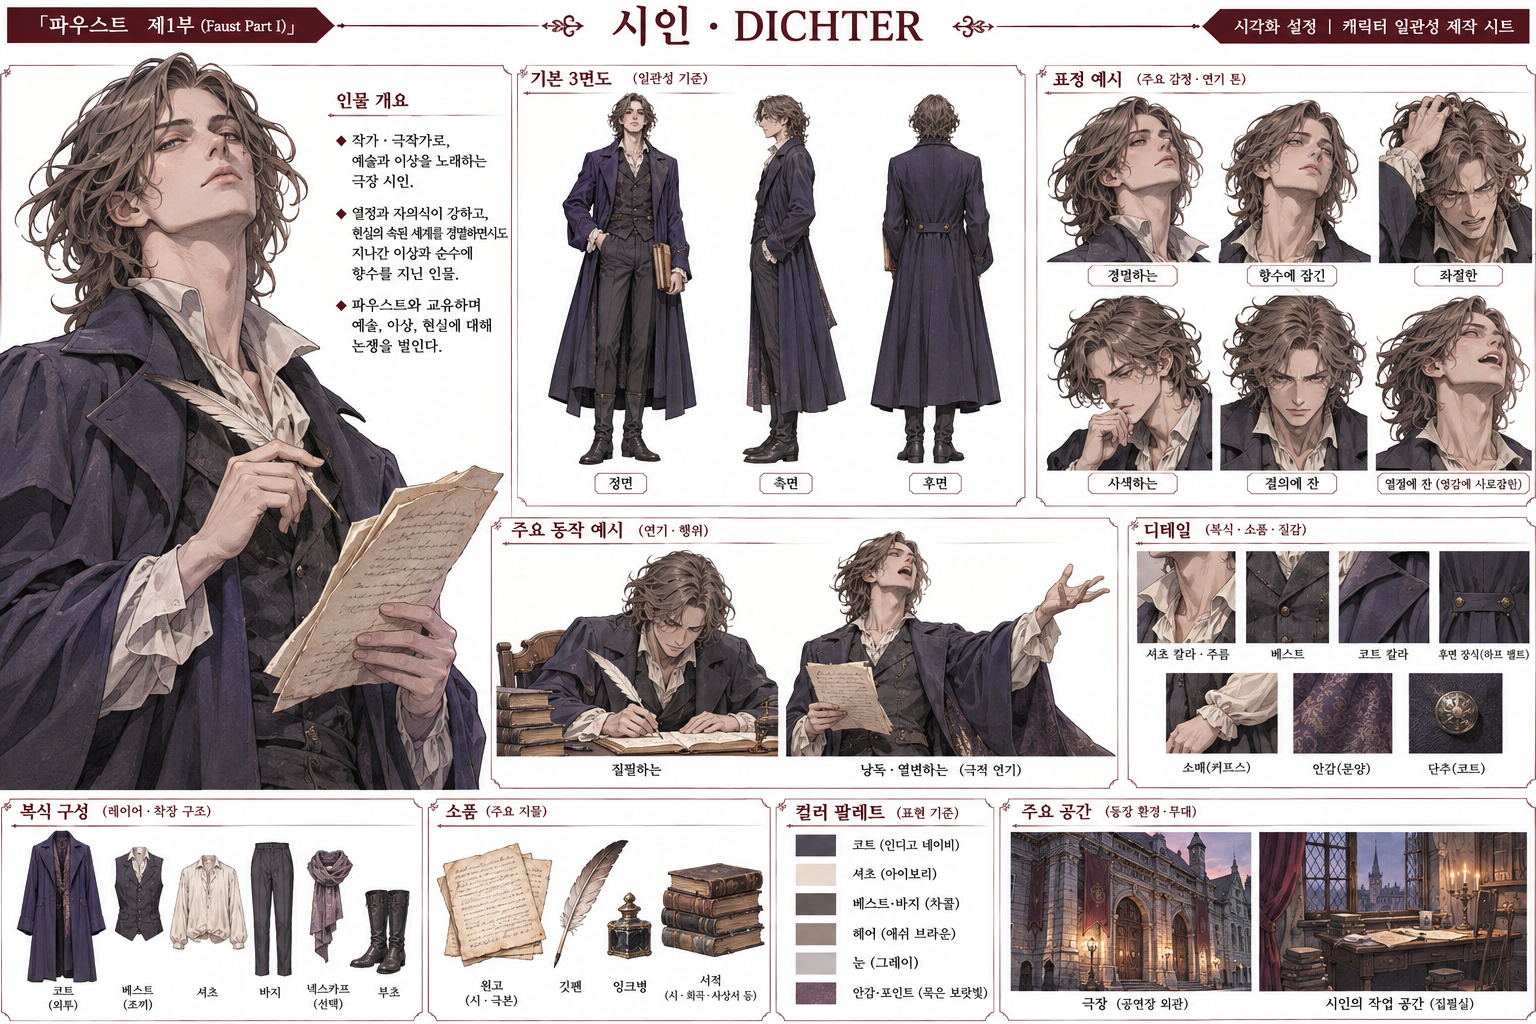 「파우스트 제1부 (Faust Part I)」
시인 · DICHTER
시각화 설정 | 캐릭터 일관성 제작 시트
인물 개요
◆ 작가 · 극작가로,
예술과 이상을 노래하는
극장 시인.
◆ 열정과 자의식이 강하고,
현실의 속된 세계를 경멸하면서도
지나간 이상과 순수에
향수를 지닌 인물.
◆ 파우스트와 교유하며
예술, 이상, 현실에 대해
논쟁을 벌인다.
기본 3면도 (일관성 기준)
정면
측면
후면
표정 예시 (주요 감정 · 연기 톤)
경멸하는
향수에 잠긴
좌절한
사색하는
결의에 찬
열절에 찬 (영감에 사로잡한)
주요 동작 예시 (연기 · 행위)
집필하는
낭독 · 열변하는 (극적 연기)
디테일 (복식 · 소품 · 질감)
셔츠 칼라 · 주름
베스트
코트 칼라
후면 장식(하프 벨트)
소매(커프스)
안감(문양)
단추(코트)
복식 구성 (레이어 · 착장 구조)
코트
(외투)
베스트
(조끼)
셔츠
바지
넥스카프
(선택)
부츠
소품 (주요 지물)
원고
(시 · 극본)
깃펜
잉크병
서적
(시 · 희곡 · 사상서 등)
컬러 팔레트 (표현 기준)
코트 (인디고 네이비)
셔츠 (아이보리)
베스트·바지 (차콜)
헤어 (애쉬 브라운)
눈 (그레이)
안감·포인트 (묵은 보랏빛)
주요 공간 (등장 환경 · 무대)
극장 (공연장 외관)
시인의 작업 공간 (집필실)